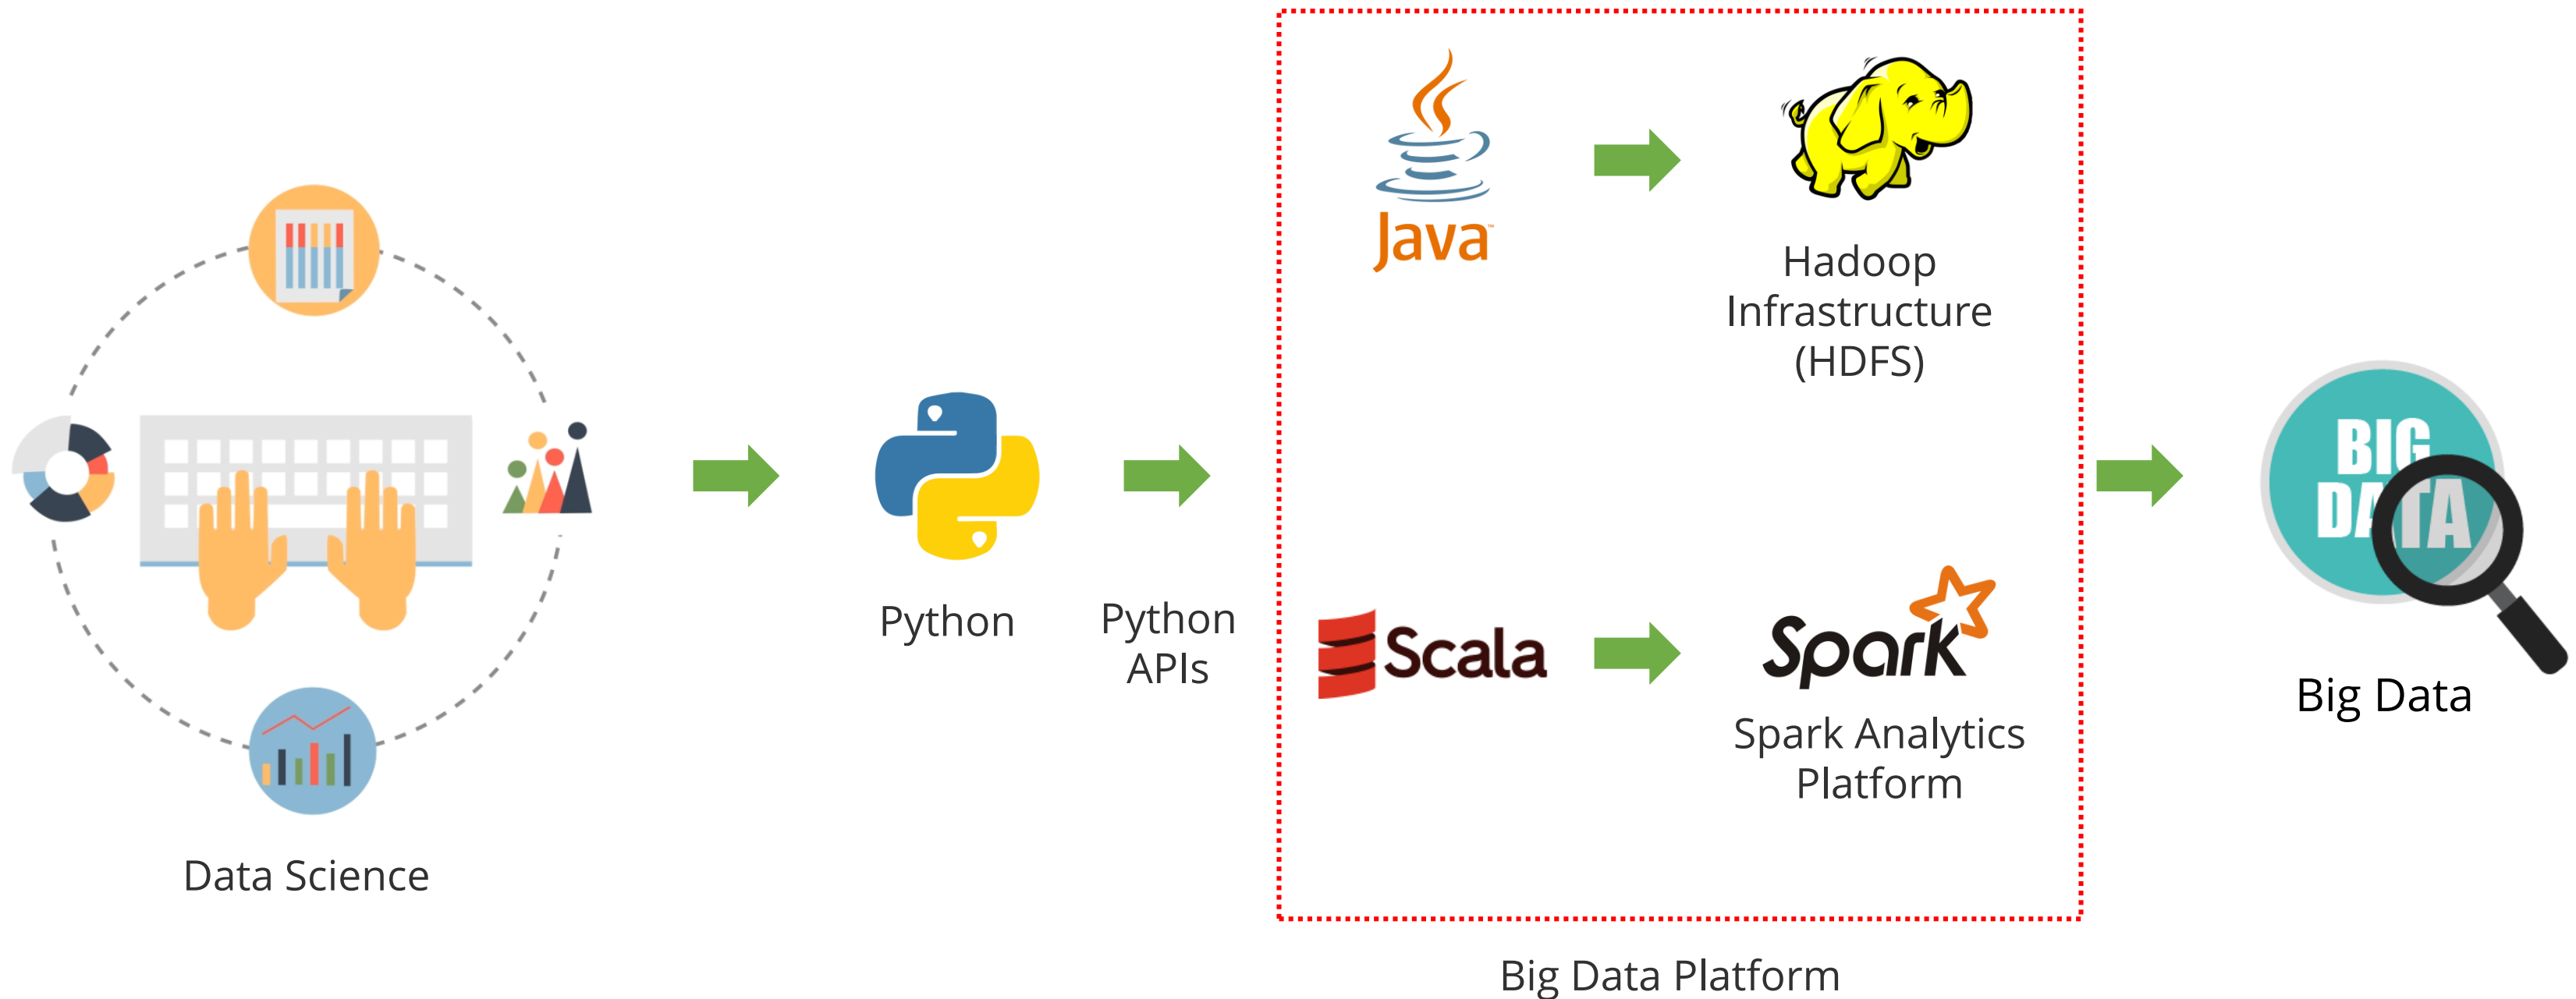 Java™
Hadoop
Infrastructure
(HDFS)
BIG
DATA
Python
Python
APIs
Scala
Spark
Spark Analytics
Platform
Big Data
Data Science
Big Data Platform